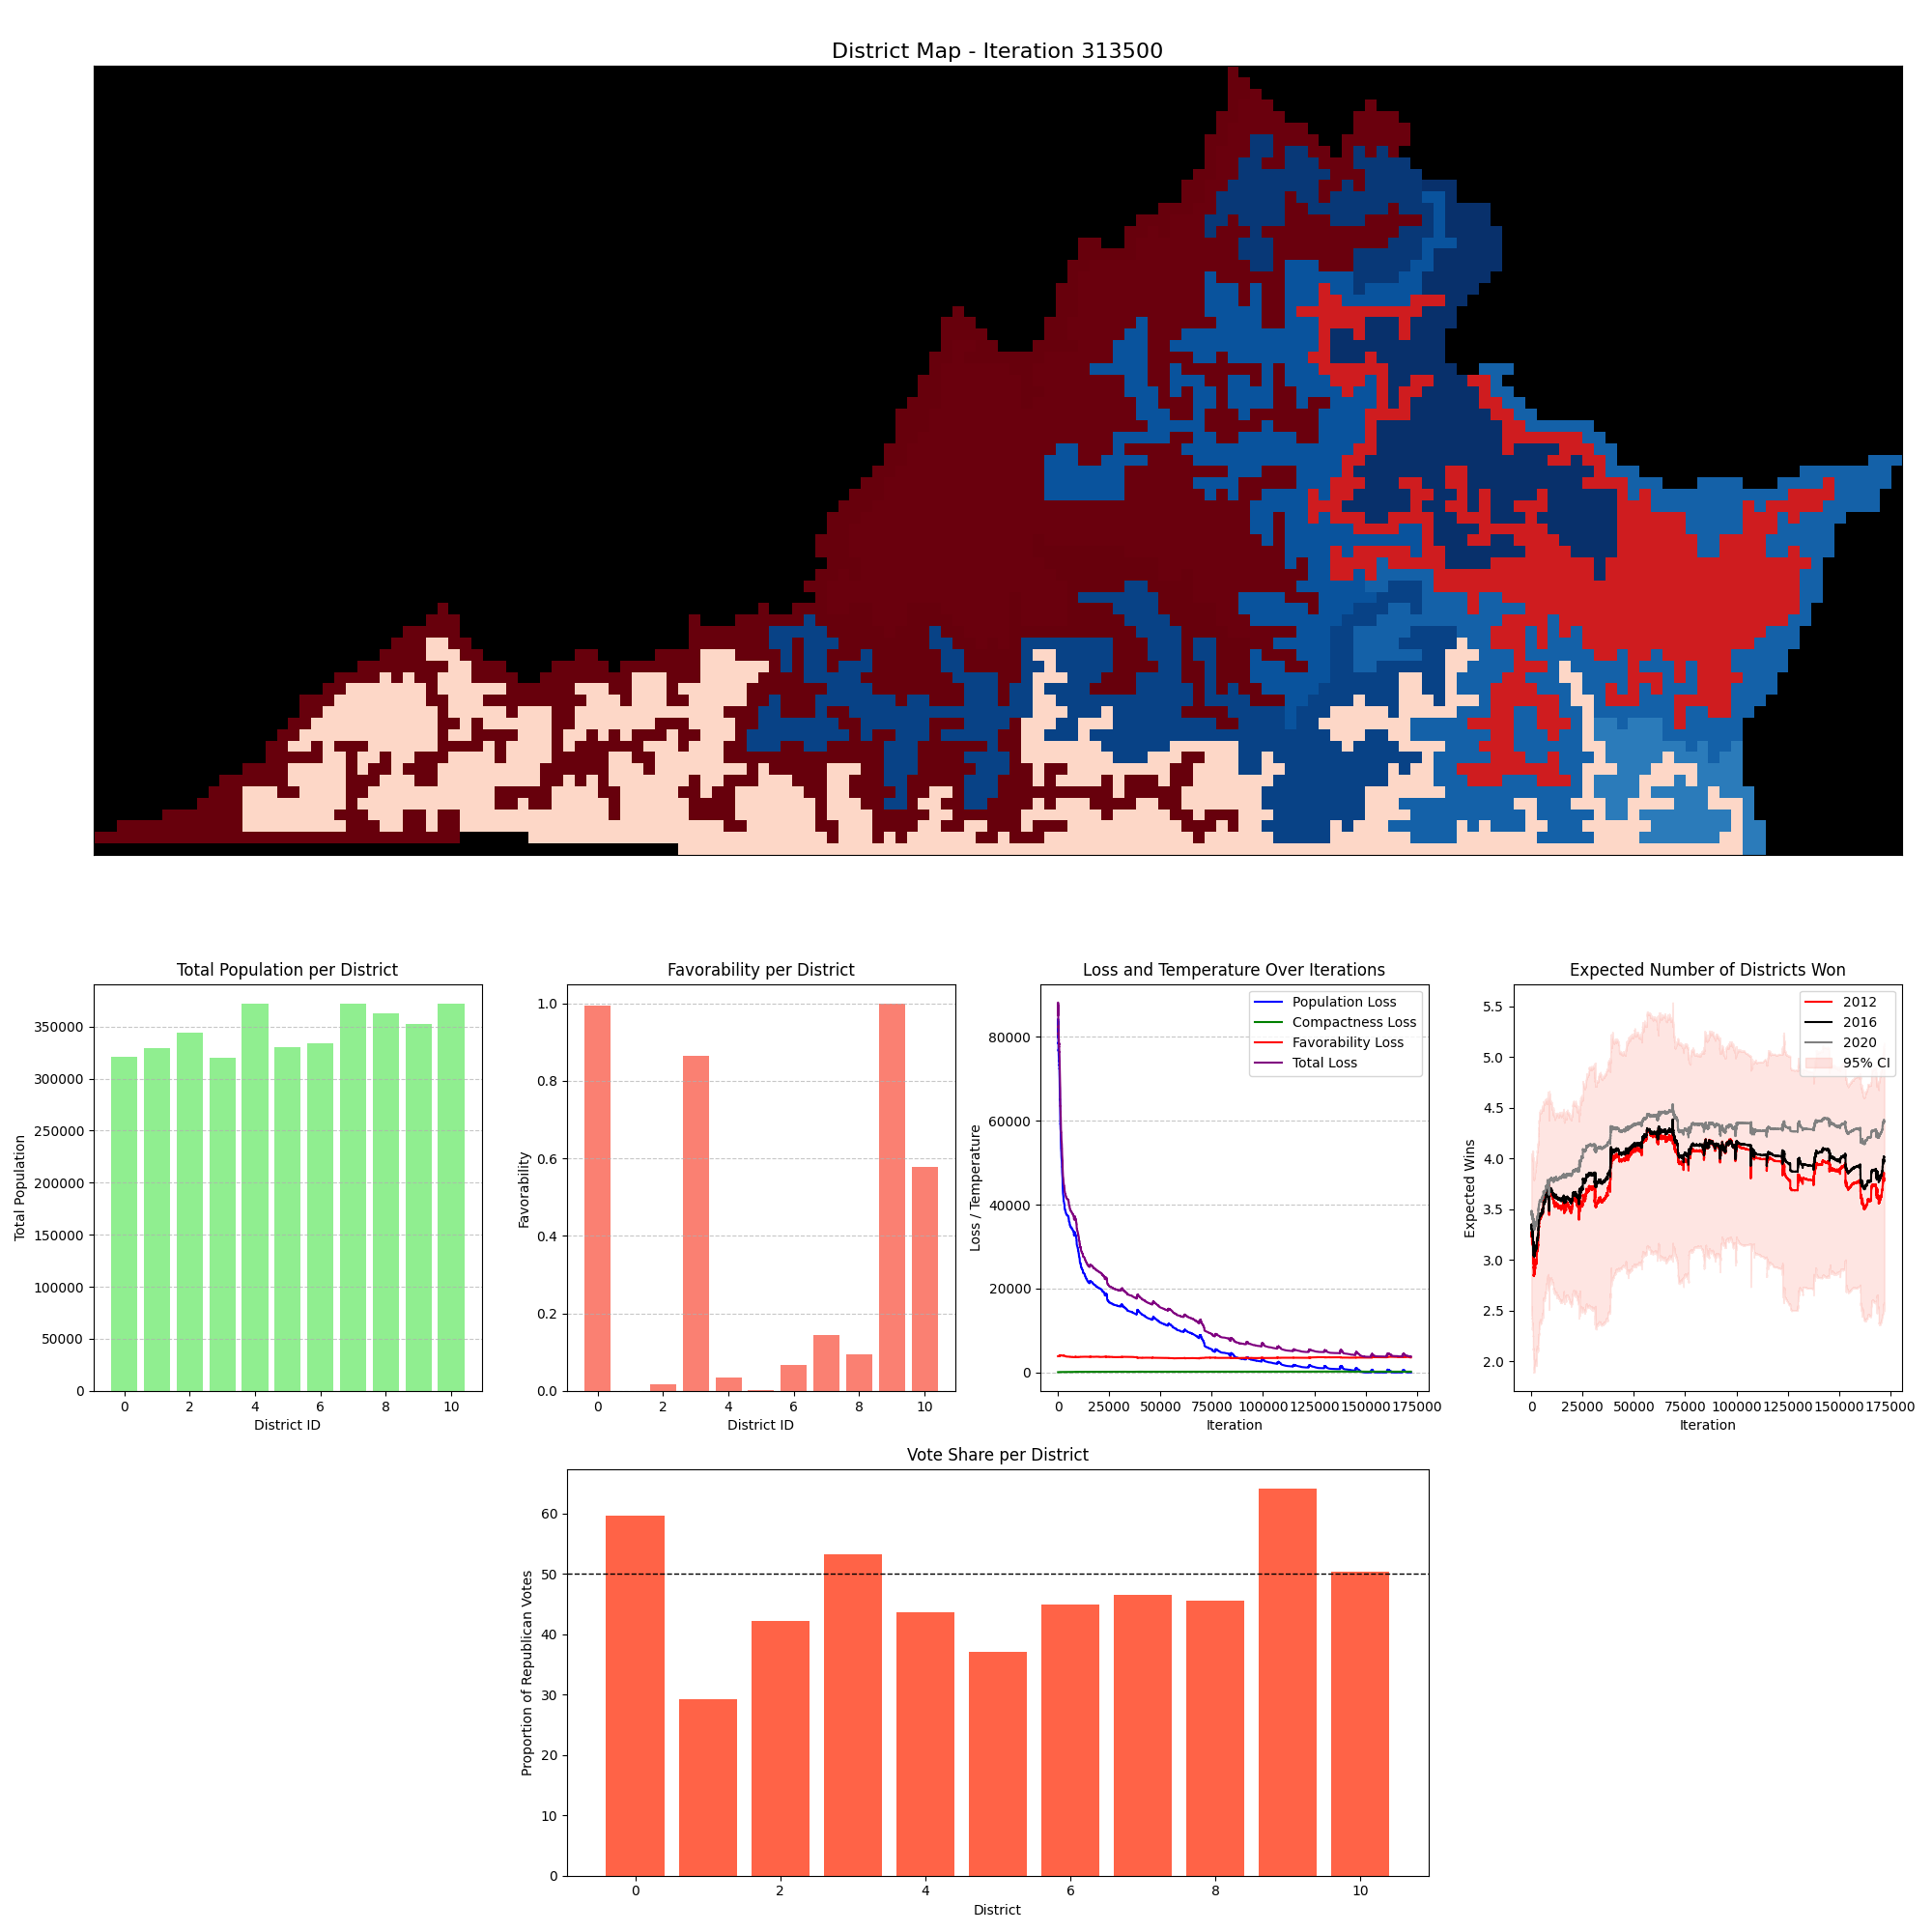 District Map - Iteration 313500
Total Population per District
Total Population
350000
300000
250000
200000
150000
100000
50000
0
0 2 4 6 8 10
District ID
Favorability per District
Favorability
1.0
0.8
0.6
0.4
0.2
0.0
0 2 4 6 8 10
District ID
Loss and Temperature Over Iterations
Loss / Temperature
80000
60000
40000
20000
0
Population Loss
Compactness Loss
Favorability Loss
Total Loss
0 25000 50000 75000 100000 125000 150000 175000
Iteration
Expected Number of Districts Won
Expected Wins
5.5
5.0
4.5
4.0
3.5
3.0
2.5
2.0
2012
2016
2020
95% CI
0 25000 50000 75000 100000 125000 150000 175000
Iteration
Vote Share per District
Proportion of Republican Votes
60
50
40
30
20
10
0
0 2 4 6 8 10
District